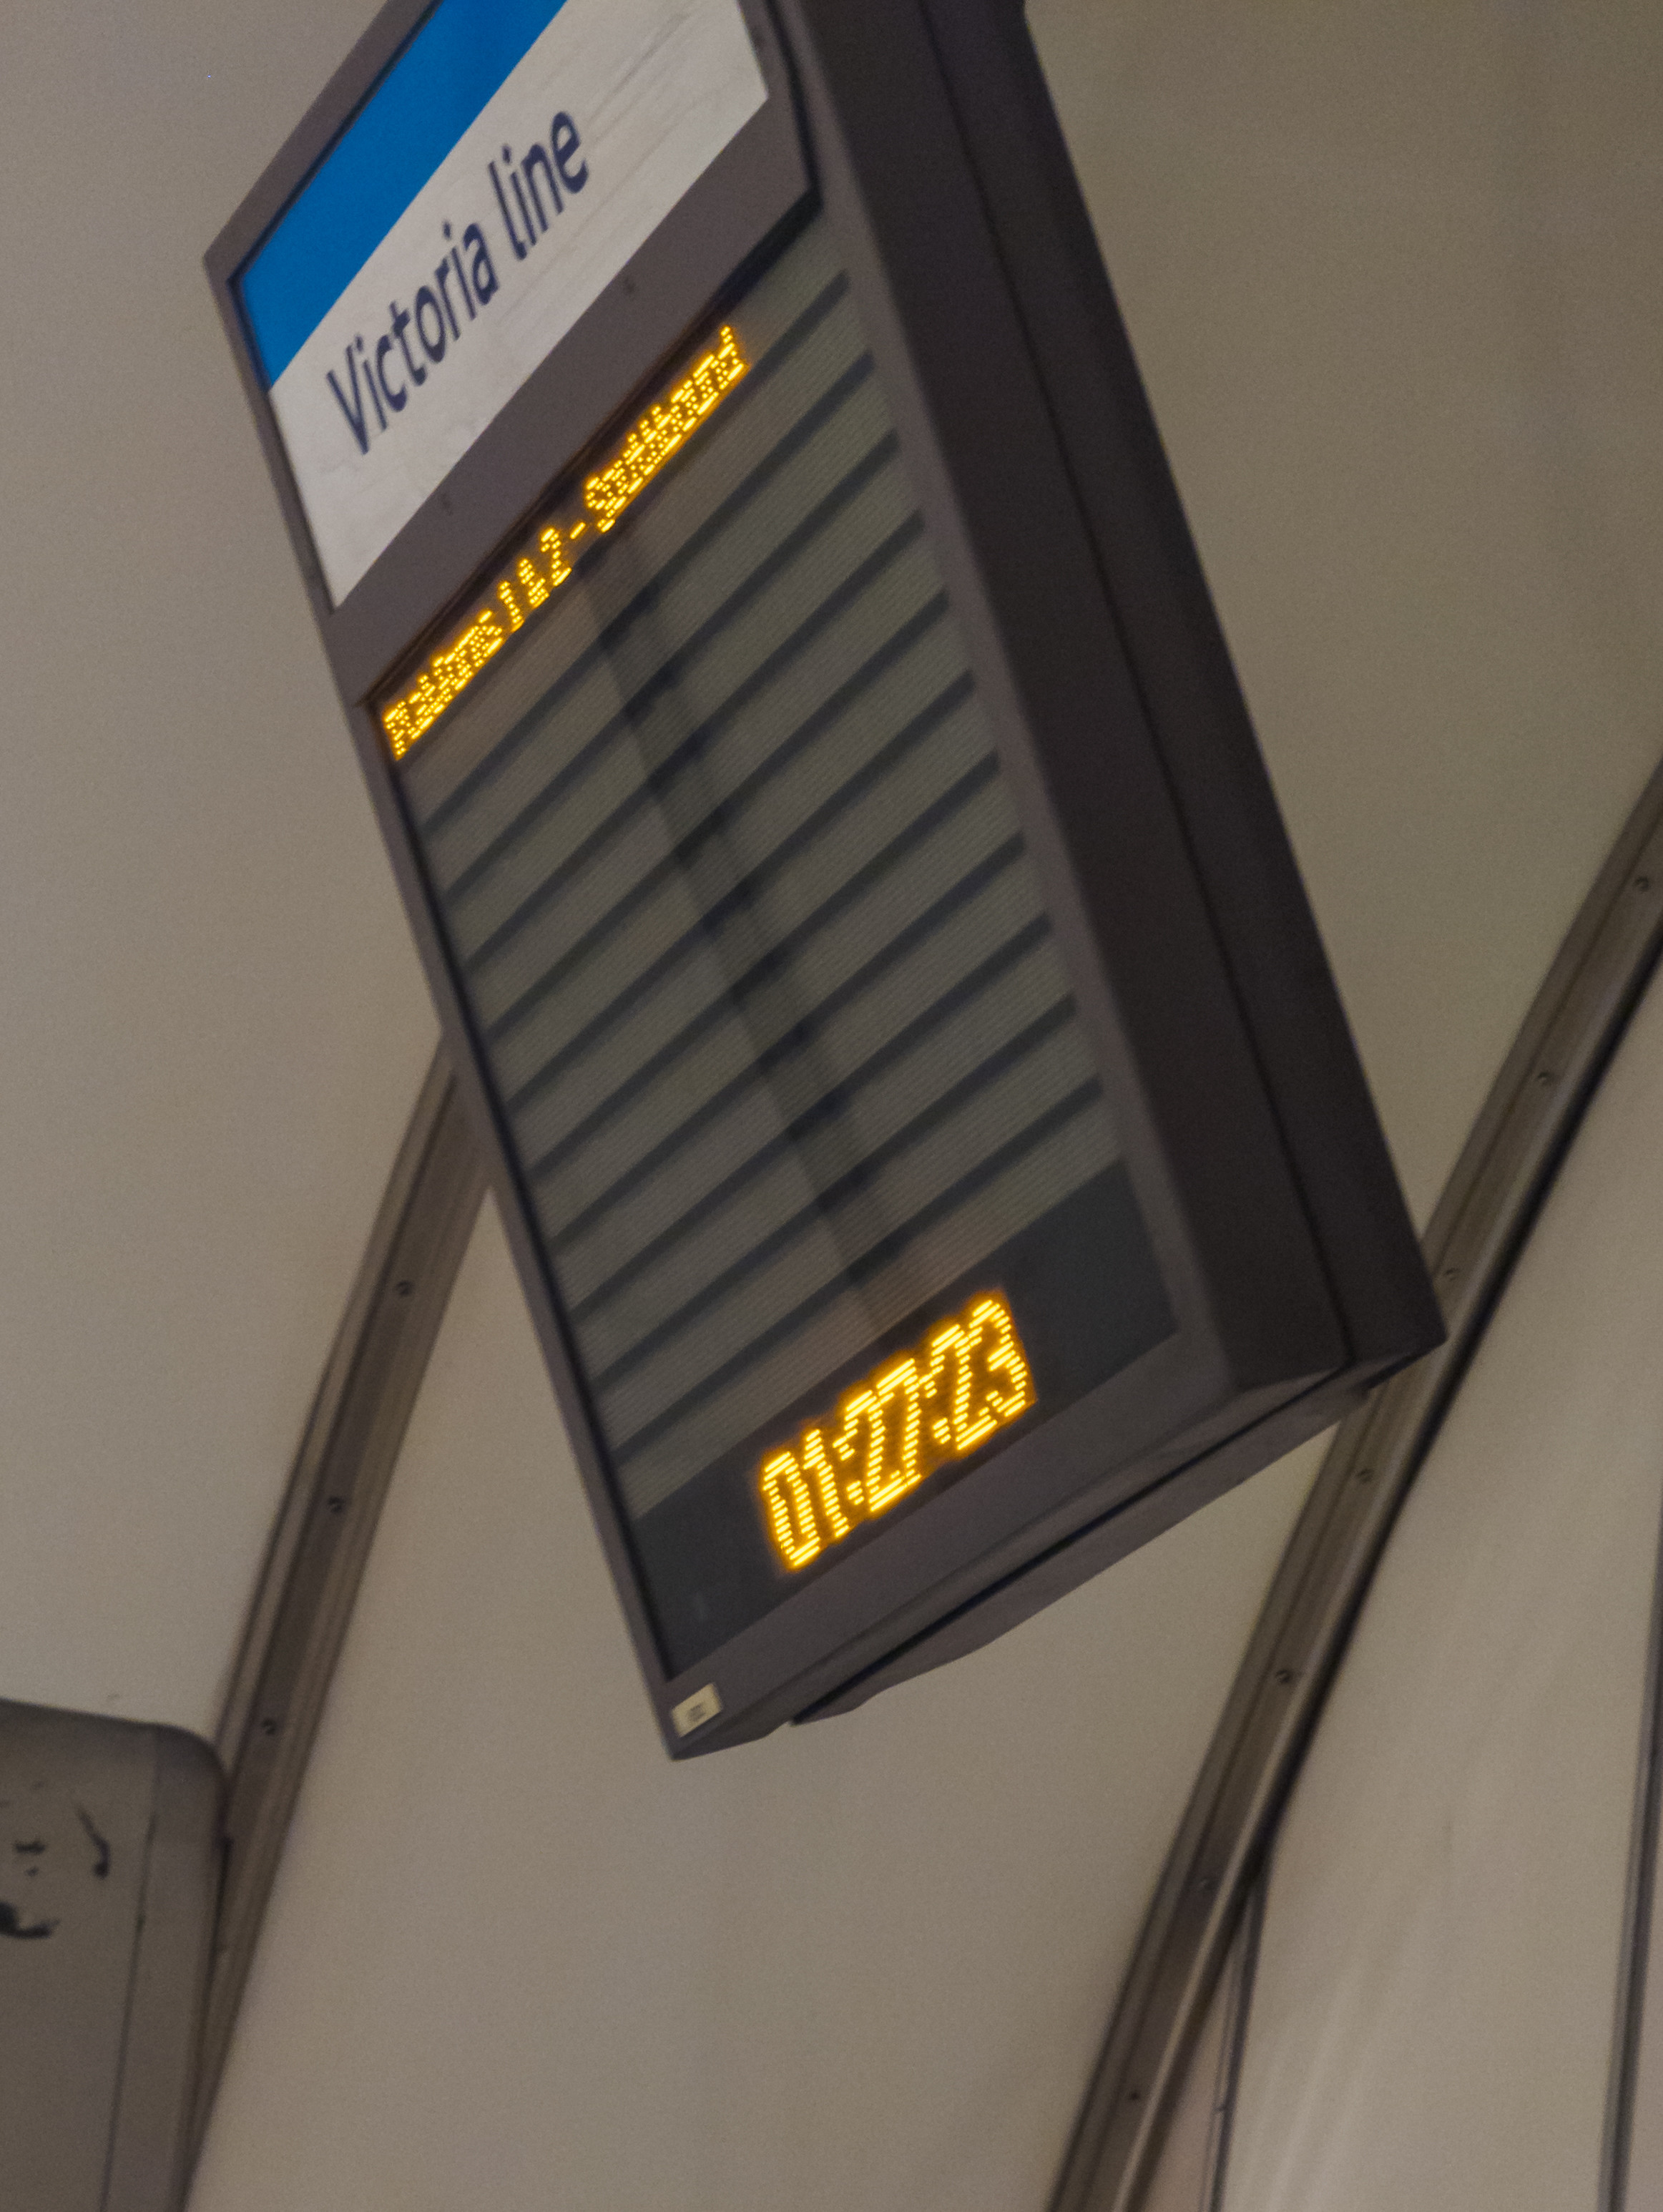 Victoria line
Platforms 1 & 2 - Southbound
01:27:23